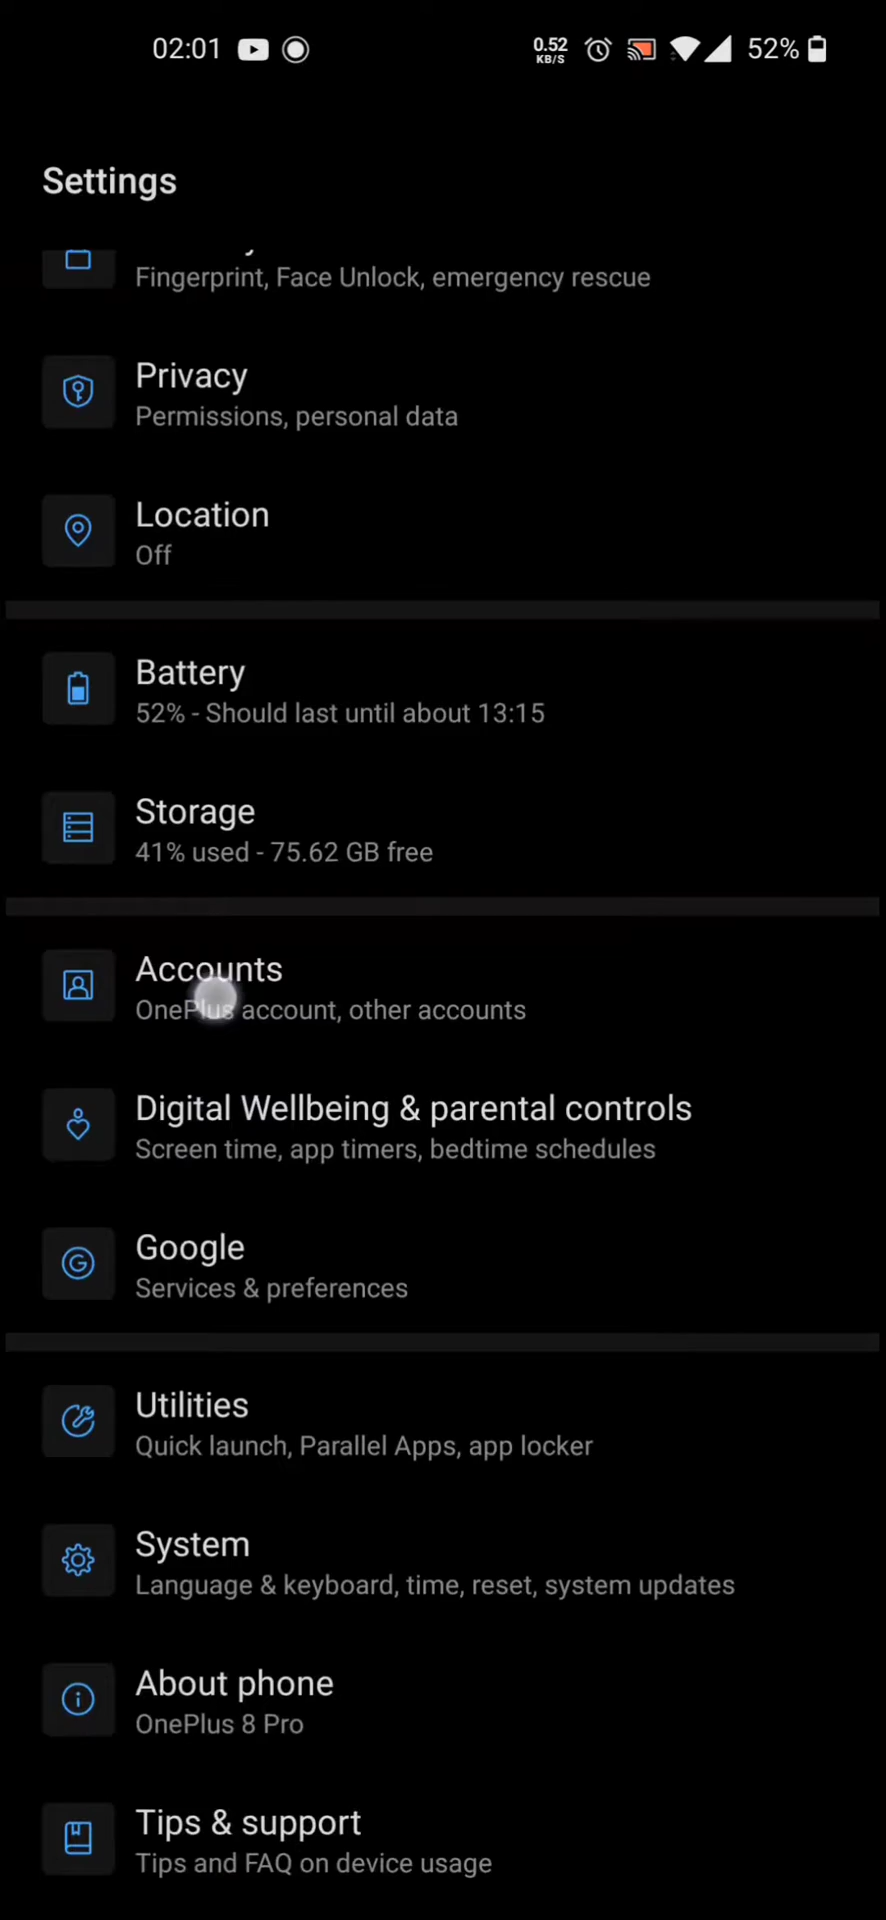 02:01
0.52
KB/S
52%
Settings
Fingerprint, Face Unlock, emergency rescue
Privacy
Permissions, personal data
Location
Off
Battery
52% - Should last until about 13:15
Storage
41% used - 75.62 GB free
Accounts
OnePlus account, other accounts
Digital Wellbeing & parental controls
Screen time, app timers, bedtime schedules
Google
Services & preferences
Utilities
Quick launch, Parallel Apps, app locker
System
Language & keyboard, time, reset, system updates
About phone
OnePlus 8 Pro
Tips & support
Tips and FAQ on device usage